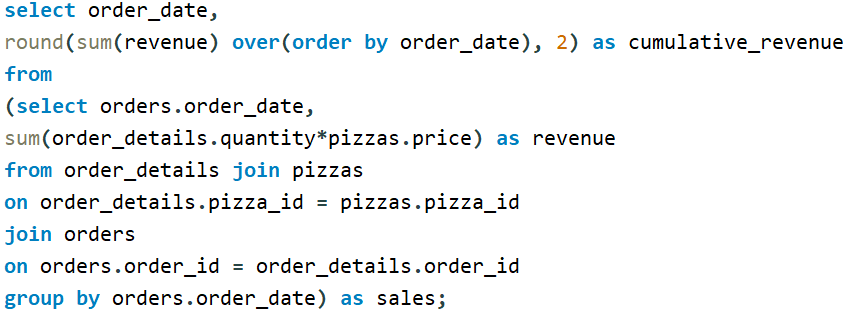 select order_date,
round(sum(revenue) over(order by order_date), 2) as cumulative_revenue
from
(select orders.order_date,
sum(order_details.quantity*pizzas.price) as revenue
from order_details join pizzas
on order_details.pizza_id = pizzas.pizza_id
join orders
on orders.order_id = order_details.order_id
group by orders.order_date) as sales;